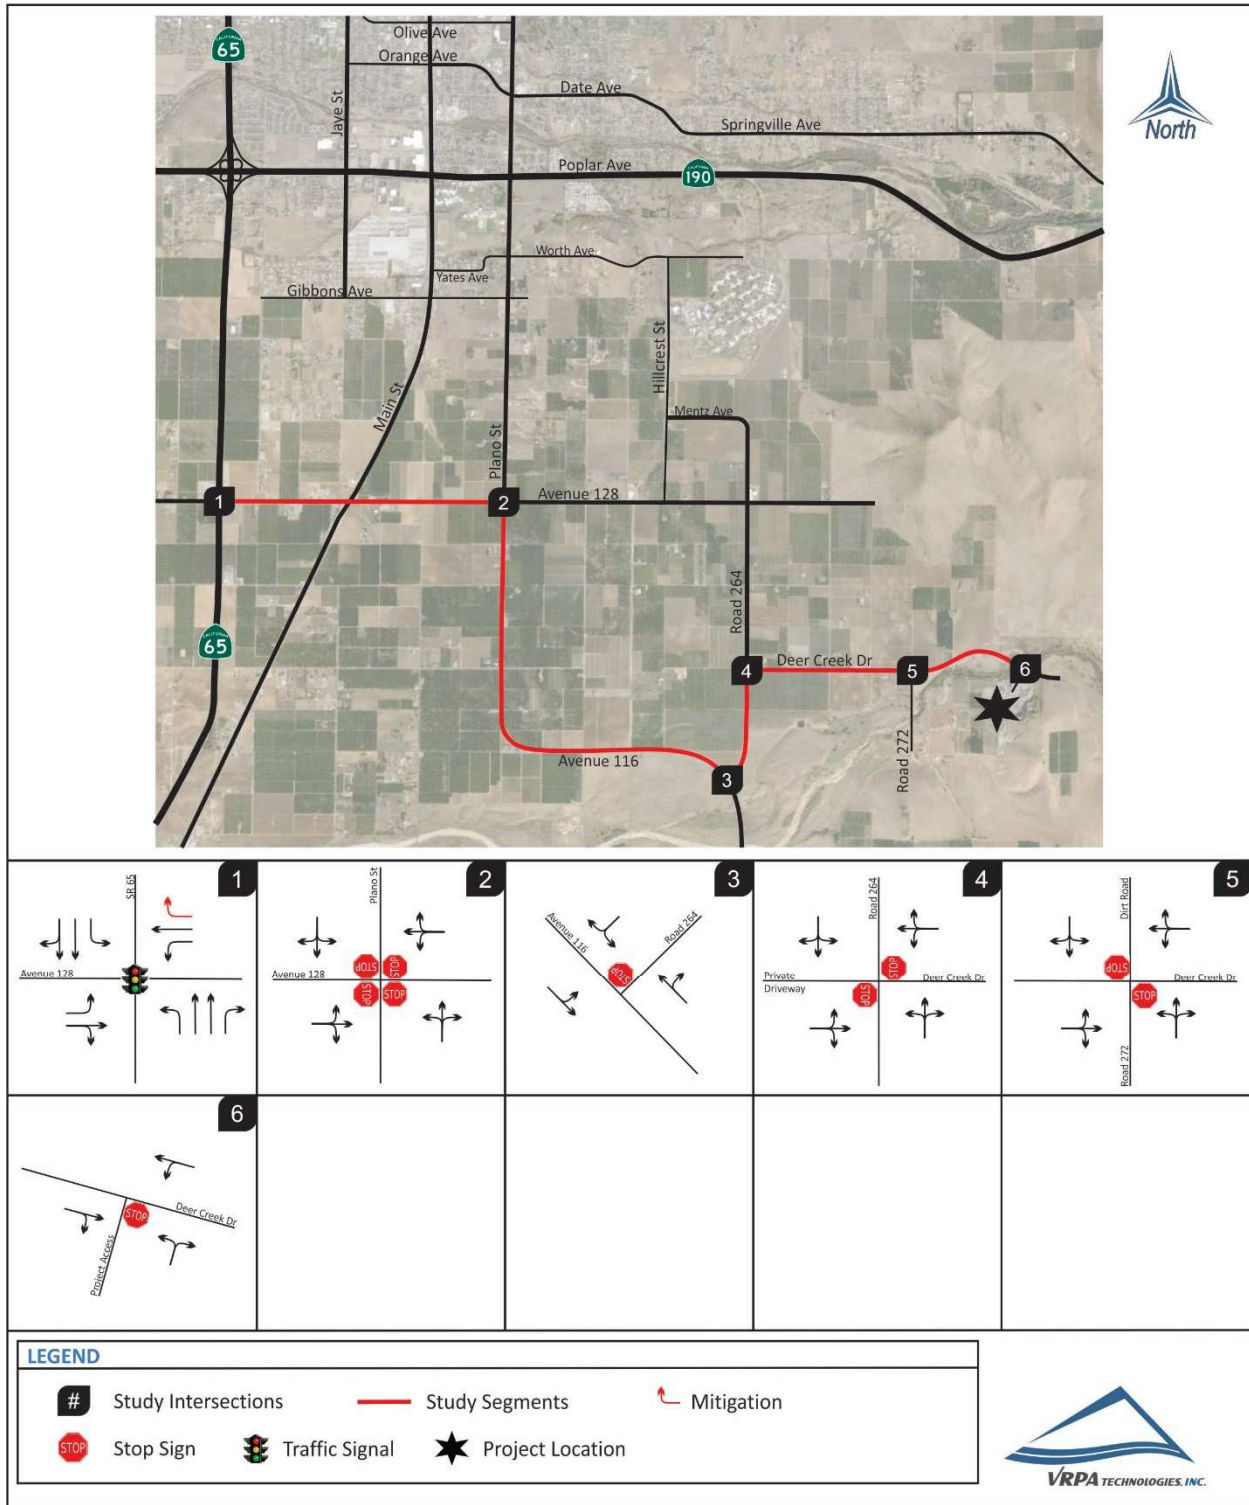 Olive Ave
CALIFORNIA
65
Orange Ave
Jaye St
Date Ave
Springville Ave
North
Poplar Ave
CALIFORNIA
190
Worth Ave
Yates Ave
Gibbons Ave
Hillcrest St
Main St
Mentz Ave
Plano St
1
2
Avenue 128
Road 264
CALIFORNIA
65
4
Deer Creek Dr
5
6
Road 272
Avenue 116
3
1
SR 65
Avenue 128
2
Plano St
STOP
STOP
Avenue 128
STOP
STOP
3
Avenue 116
Road 264
STOP
4
Road 264
STOP
Private
Driveway
Deer Creek Dr
STOP
5
Dirt Road
STOP
Deer Creek Dr
STOP
Road 272
6
Deer Creek Dr
STOP
Project Access
LEGEND
# Study Intersections
Study Segments
Mitigation
STOP Stop Sign
Traffic Signal
Project Location
VRPA TECHNOLOGIES, INC.